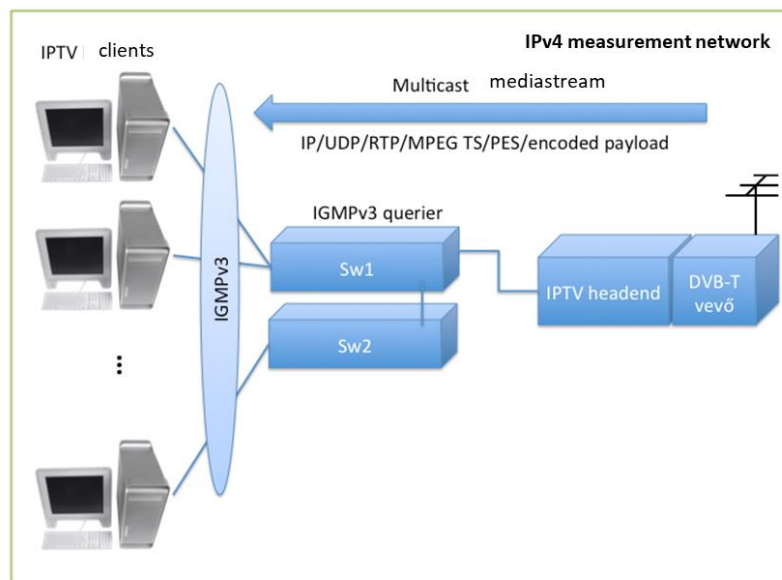 IPv4 measurement network
IPTV clients
Multicast mediastream
IP/UDP/RTP/MPEG TS/PES/encoded payload
IGMPv3 querier
IGMPv3
Sw1
IPTV headend
DVB-T
vevő
Sw2
...